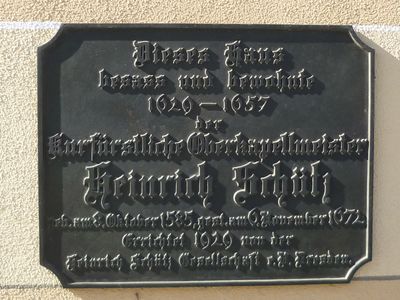 Dieses Haus
besass und bewohnte
1629 — 1657
der
Kurfürstliche Oberkapellmeister
Heinrich Schütz
geb. am 8. Oktober 1585, gest. am 6. November 1672.
Errichtet 1929 von der
Heinrich Schütz Gesellschaft e.V. Dresden.